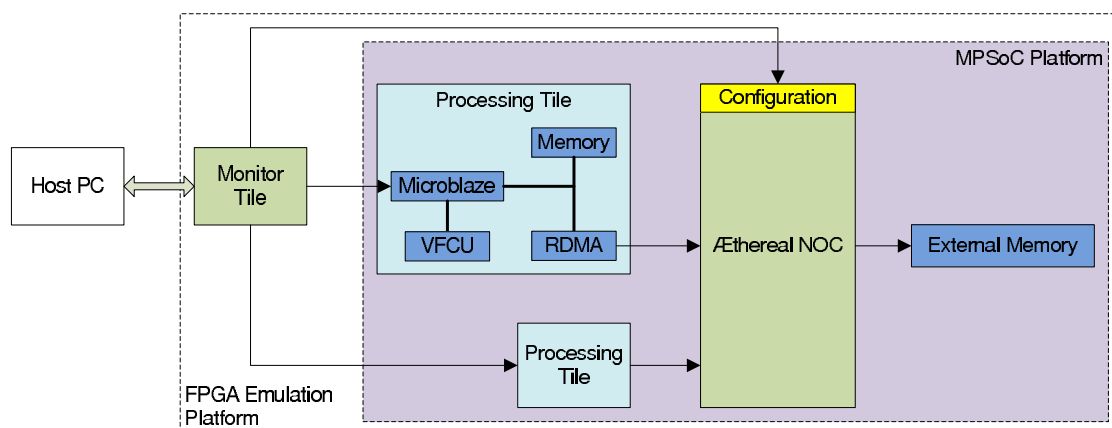 MPSoC Platform
Processing Tile
Configuration
Memory
Host PC
Monitor
Tile
Microblaze
VFCU
RDMA
Æthereal NOC
External Memory
Processing
Tile
FPGA Emulation
Platform